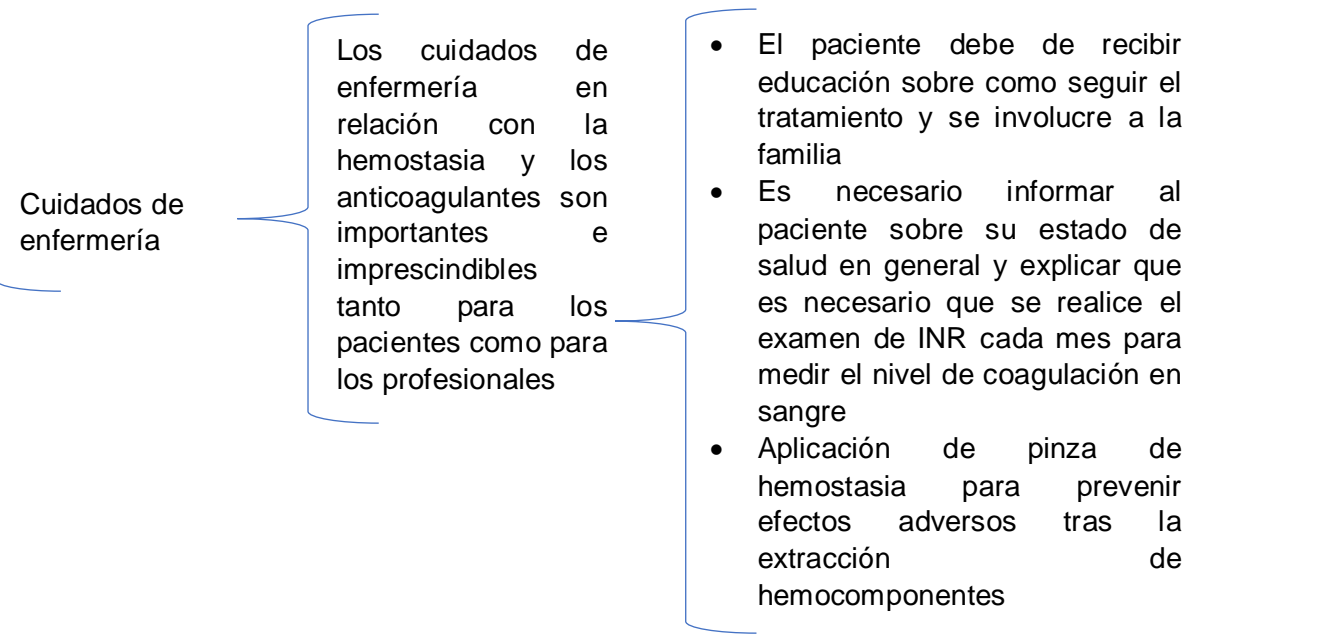 Cuidados de
enfermería
Los cuidados de
enfermería en
relación con la
hemostasia y los
anticoagulantes son
importantes e
imprescindibles
tanto para los
pacientes como para
los profesionales
• El paciente debe de recibir
educación sobre como seguir el
tratamiento y se involucre a la
familia
• Es necesario informar al
paciente sobre su estado de
salud en general y explicar que
es necesario que se realice el
examen de INR cada mes para
medir el nivel de coagulación en
sangre
• Aplicación de pinza de
hemostasia para prevenir
efectos adversos tras la
extracción de
hemocomponentes